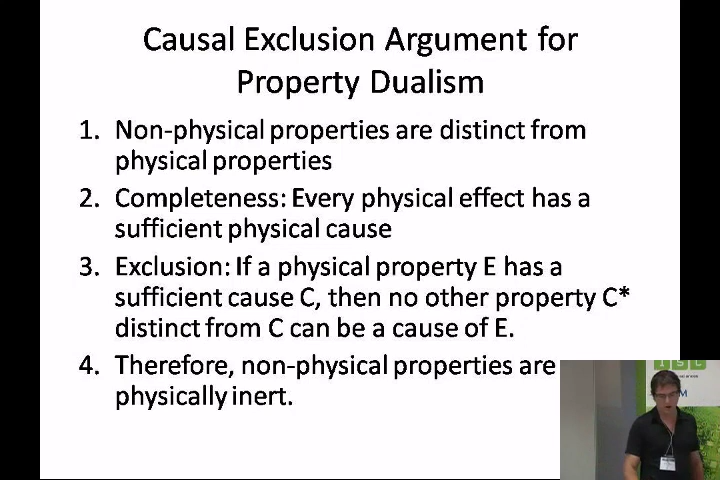 Causal Exclusion Argument for
Property Dualism
1. Non-physical properties are distinct from
physical properties
2. Completeness: Every physical effect has a
sufficient physical cause
3. Exclusion: If a physical property E has a
sufficient cause C, then no other property C*
distinct from C can be a cause of E.
4. Therefore, non-physical properties are
physically inert.